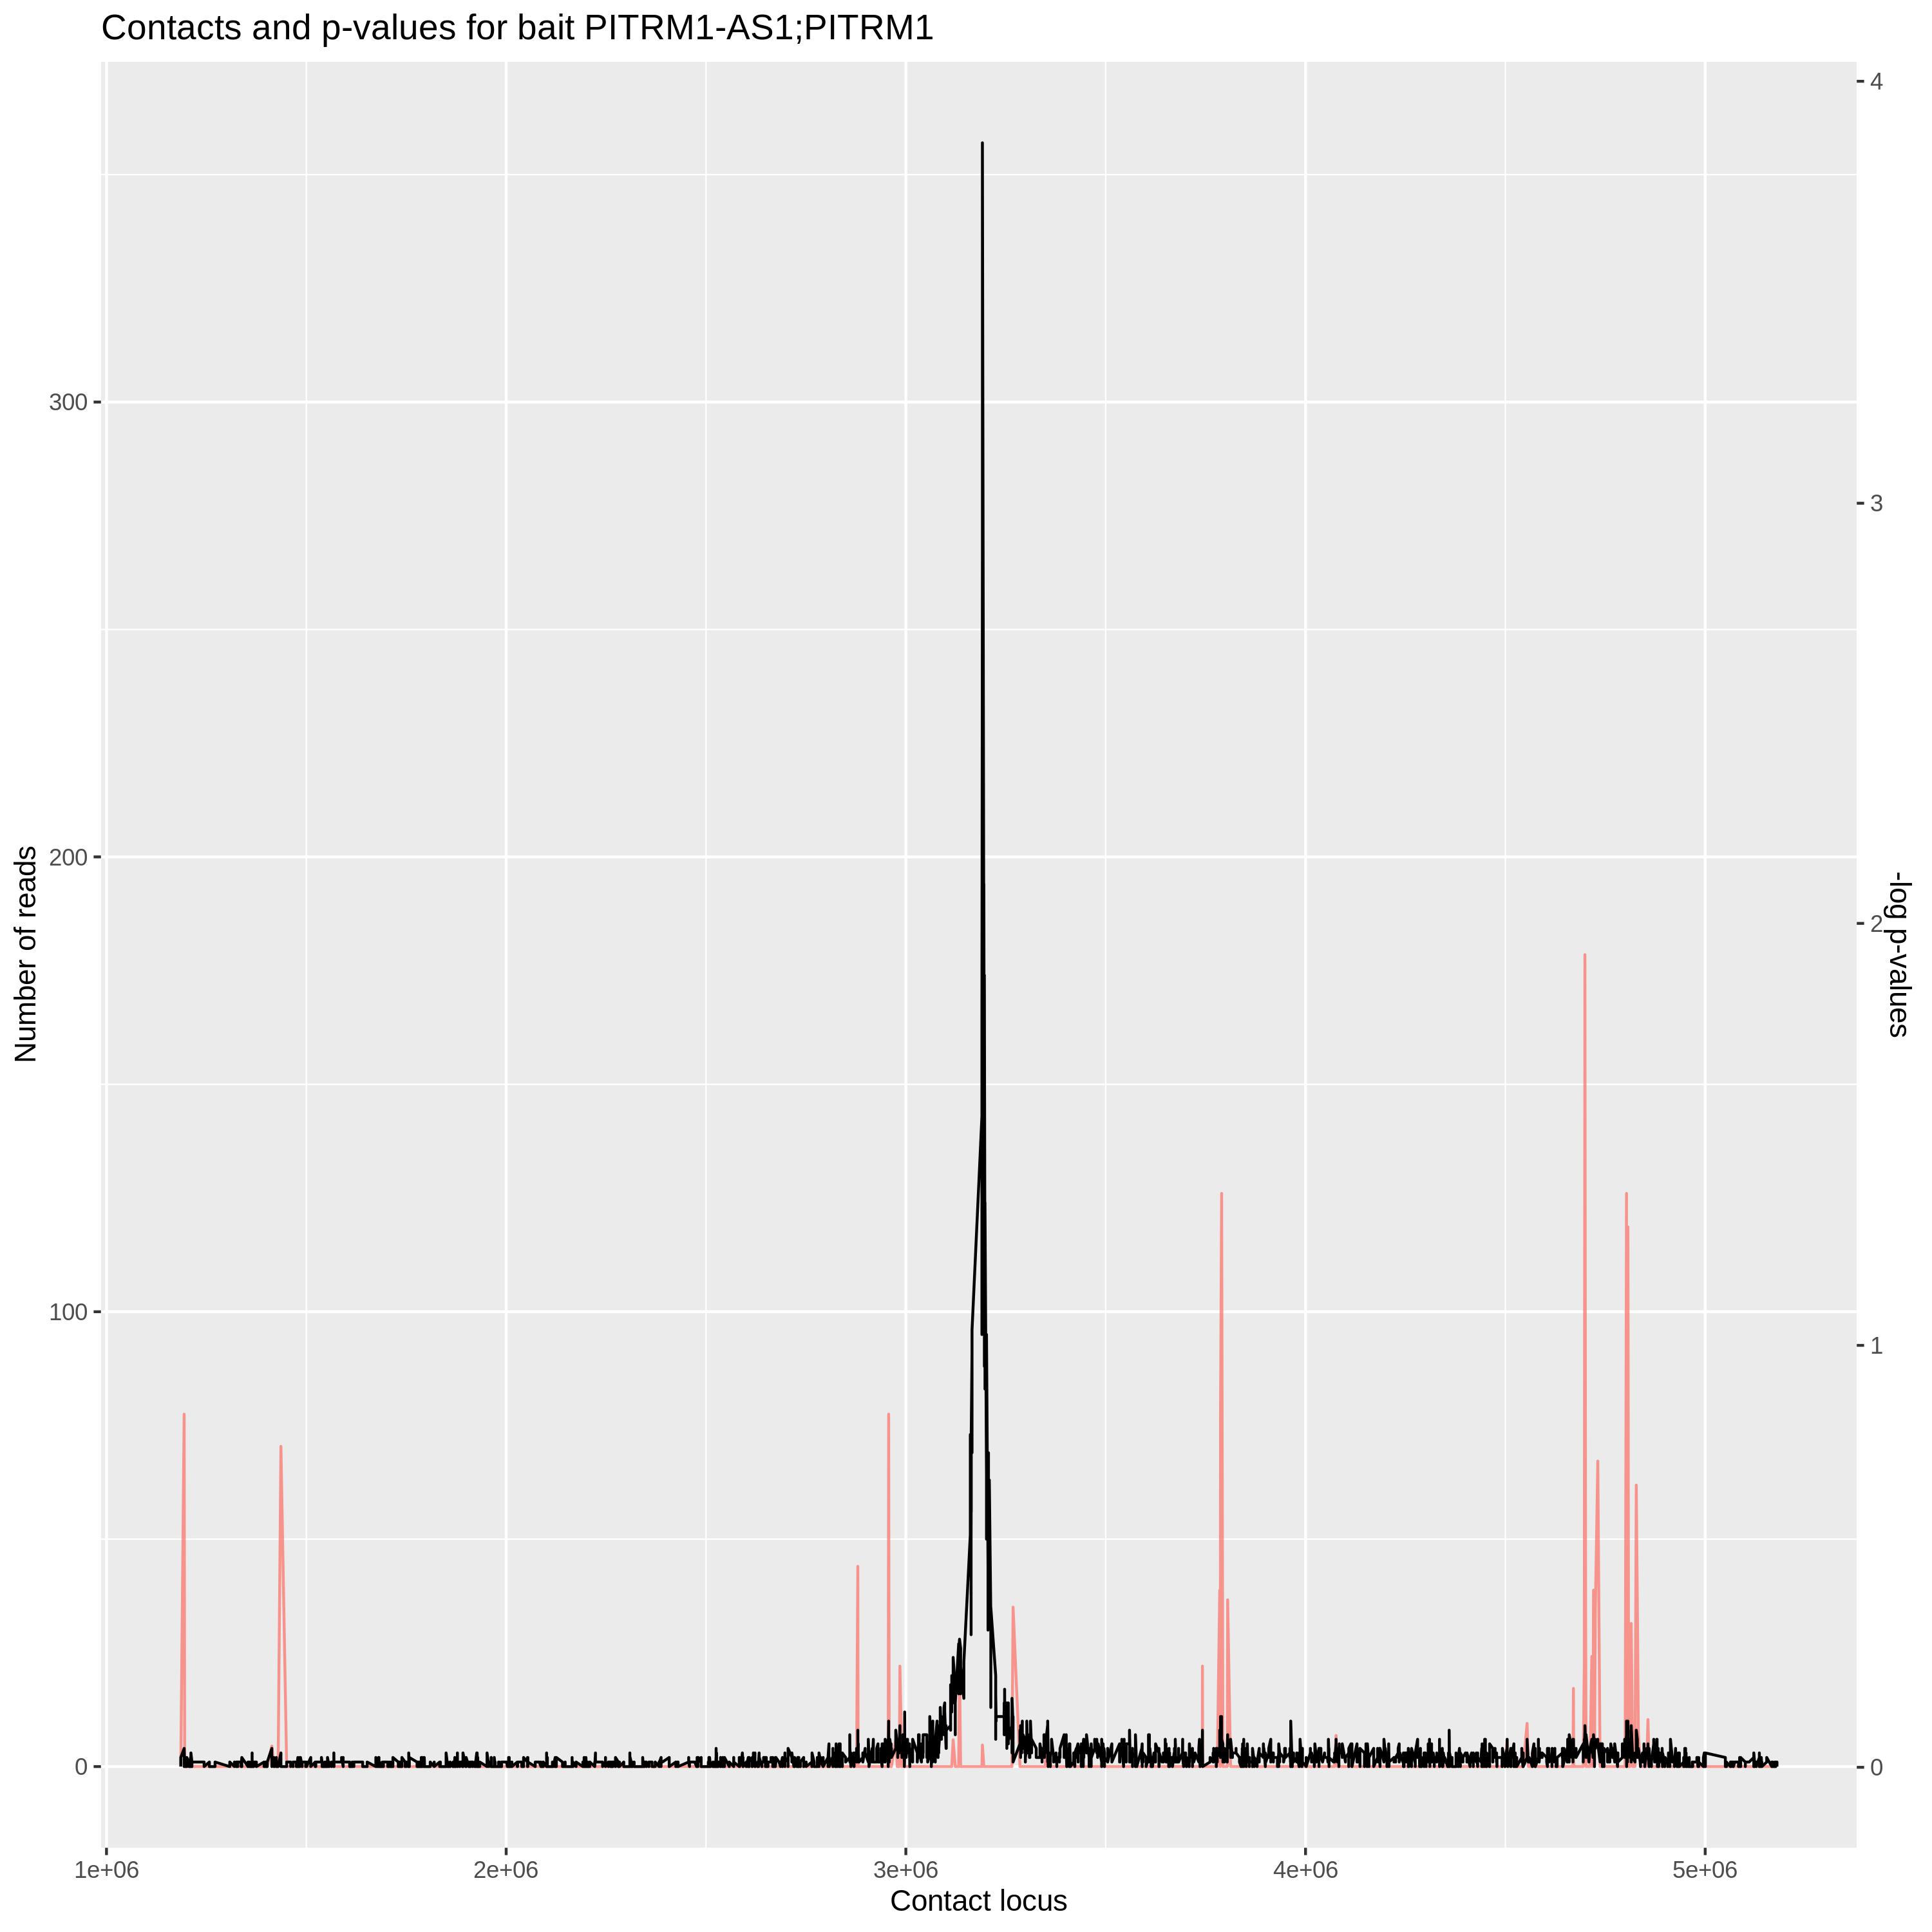 Contacts and p-values for bait PITRM1-AS1;PITRM1
4
3
2
1
0
-log p-values
300
200
100
0
Number of reads
1e+06 2e+06 3e+06 4e+06 5e+06
Contact locus